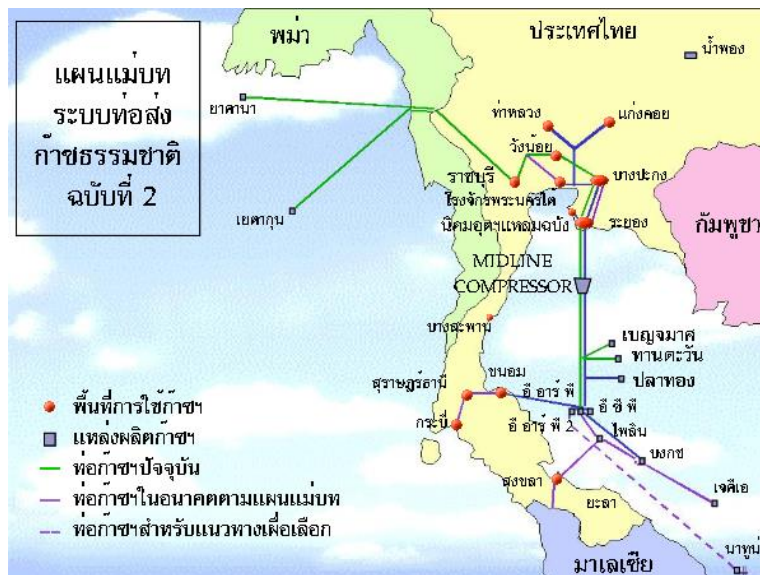 แผนแม่บท
ระบบท่อส่ง
ก๊าซธรรมชาติ
ฉบับที่ 2
พม่า
ประเทศไทย
น้ำพอง
ยาดานา
ท่าหลวง
แก่งคอย
วังน้อย
ราชบุรี
บางปะกง
โรงจักรพระนครใต้
เยตากุน
นิคมอุตฯแหลมฉบัง
ระยอง
กัมพูชา
MIDLINE
COMPRESSOR
บางสะพาน
เบญจมาศ
ทานตะวัน
ปลาทอง
สุราษฎร์ธานี
ขนอม
อี อาร์ พี
อี ซี พี
กระบี่
อี อาร์ พี 2
ไพลิน
บงกช
สงขลา
ยะลา
เจดีเอ
นาทูน่
มาเลเซีย
พื้นที่การใช้ก๊าซฯ
แหล่งผลิตก๊าซฯ
ท่อก๊าซฯปัจจุบัน
ท่อก๊าซฯในอนาคตตามแผนแม่บท
ท่อก๊าซฯสำหรับแนวทางเผื่อเลือก